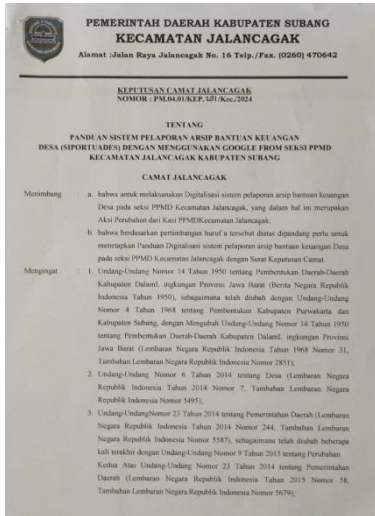 PEMERINTAH DAERAH KABUPATEN SUBANG
KECAMATAN JALANCAGAK
Alamat :Jalan Raya Jalancagak No. 16 Telp./Fax. (0260) 470642
KEPUTUSAN CAMAT JALANCAGAK
NOMOR : PM.04.01/KEP. /Kec./2024
TENTANG
PANDUAN SISTEM PELAPORAN ARSIP BANTUAN KEUANGAN
DESA (SIPORTUADES) DENGAN MENGGUNAKAN GOOGLE FROM SEKSI PPMD
KECAMATAN JALANCAGAK KABUPATEN SUBANG
CAMAT JALANCAGAK
Menimbang : a. bahwa untuk melaksanakan Digitalisasi sistem pelaporan arsip bantuan keuangan
Desa pada seksi PPMD Kecamatan Jalancagak, yang dalam hal ini merupakan
Aksi Perubahan dari Kasi PPMDKecamatan Jalancagak;
b. bahwa berdasarkan pertimbangan huruf a tersebut diatas dipandang perlu untuk
menetapkan Panduan Digitalisasi sistem pelaporan arsip bantuan keuangan Desa
pada seksi PPMD Kecamatan Jalancagak dengan Surat Keputusan Camat.
Mengingat : 1. Undang-Undang Nomor 14 Tahun 1950 tentang Pembentukan Daerah-Daerah
Kabupaten DalamL ingkungan Provinsi Jawa Barat (Berita Negara Republik
Indonesia Tahun 1950), sebagaimana telah diubah dengan Undang-Undang
Nomor 4 Tahun 1968 tentang Pembentukan Kabupaten Purwakarta dan
Kabupaten Subang, dengan Mengubah Undang-Undang Nomor 14 Tahun 1950
tentang Pembentukan Daerah-Daerah Kabupaten DalamL ingkungan Provinsi
Jawa Barat (Lembaran Negara Republik Indonesia Tahun 1968 Nomor 31,
Tambahan Lembaran Negara Republik Indonesia Nomor 2851);
2. Undang-Undang Nomor 6 Tahun 2014 tentang Desa (Lembaran Negara
Republik Indonesia Tahun 2014 Nomor 7, Tambahan Lembaran Negara
Republik Indonesia Nomor 5495);
3. Undang-UndangNomor 23 Tahun 2014 tentang Pemerintahan Daerah (Lembaran
Negara Republik Indonesia Tahun 2014 Nomor 244, Tambahan Lembaran
Negara Republik Indonesia Nomor 5587), sebagaimana telah diubah beberapa
kali terakhir dengan Undang-Undang Nomor 9 Tahun 2015 tentang Perubahan
Kedua Atas Undang-Undang Nomor 23 Tahun 2014 tentang Pemerintahan
Daerah (Lembaran Negara Republik Indonesia Tahun 2015 Nomor 58,
Tambahan Lembaran Negara Republik Indonesia Nomor 5679);